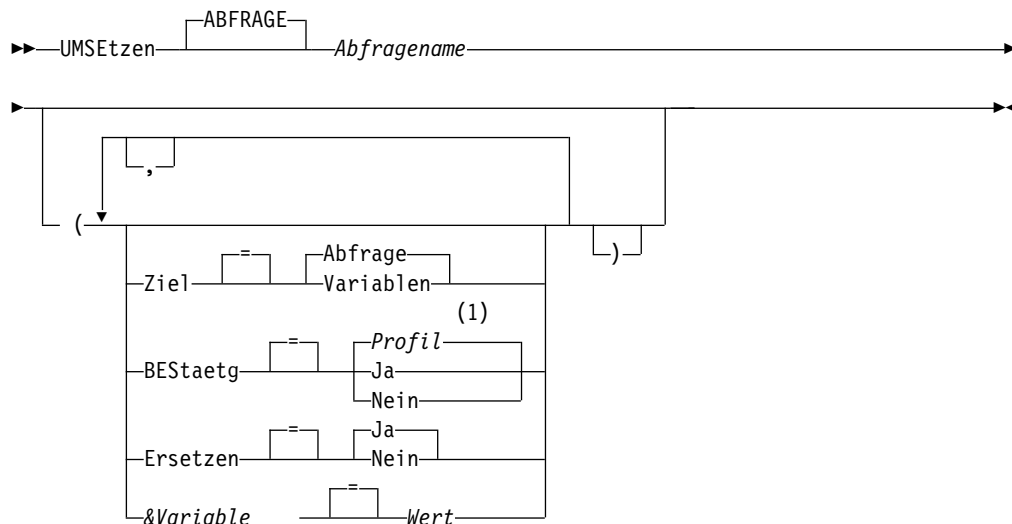 ABFRAGE
UMSEtzen Abfragename
,
( )
= Abfrage
Ziel Variablen
(1)
= Profil
BEStaetg Ja
Nein
= Ja
Ersetzen Nein
=
&Variable Wert